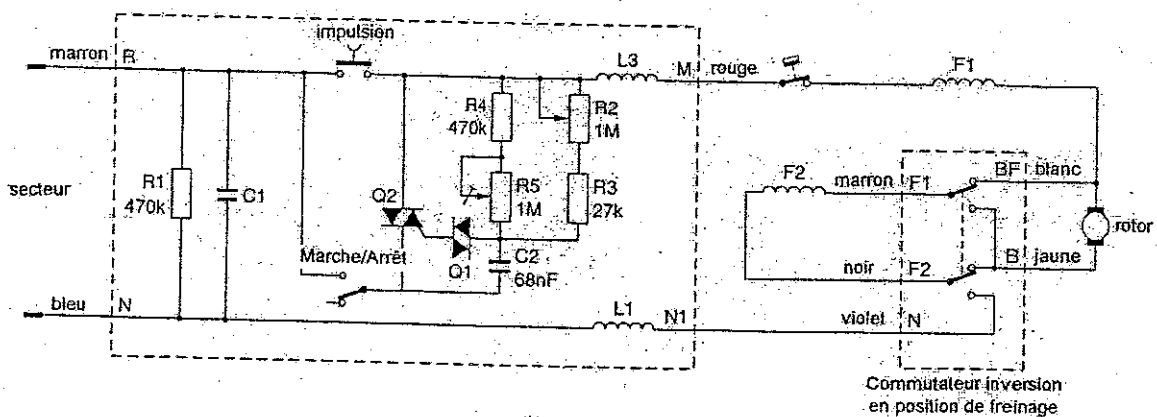 impulsion
marron
R
L3
M
rouge
F1
R4
470k
R2
1M
secteur
R1
470k
C1
Q2
R5
1M
R3
27k
F2
marron
F1
BF
blanc
rotor
Marche/Arrêt
Q1
C2
68nF
noir
F2
B
jaune
bleu
N
L1
N1
violet
N
Commutateur inversion
en position de freinage